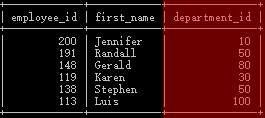 | employee_id | first_name | department_id |
| 200 | Jennifer | 10 |
| 191 | Randall | 50 |
| 148 | Gerald | 80 |
| 119 | Karen | 30 |
| 138 | Stephen | 50 |
| 113 | Luis | 100 |